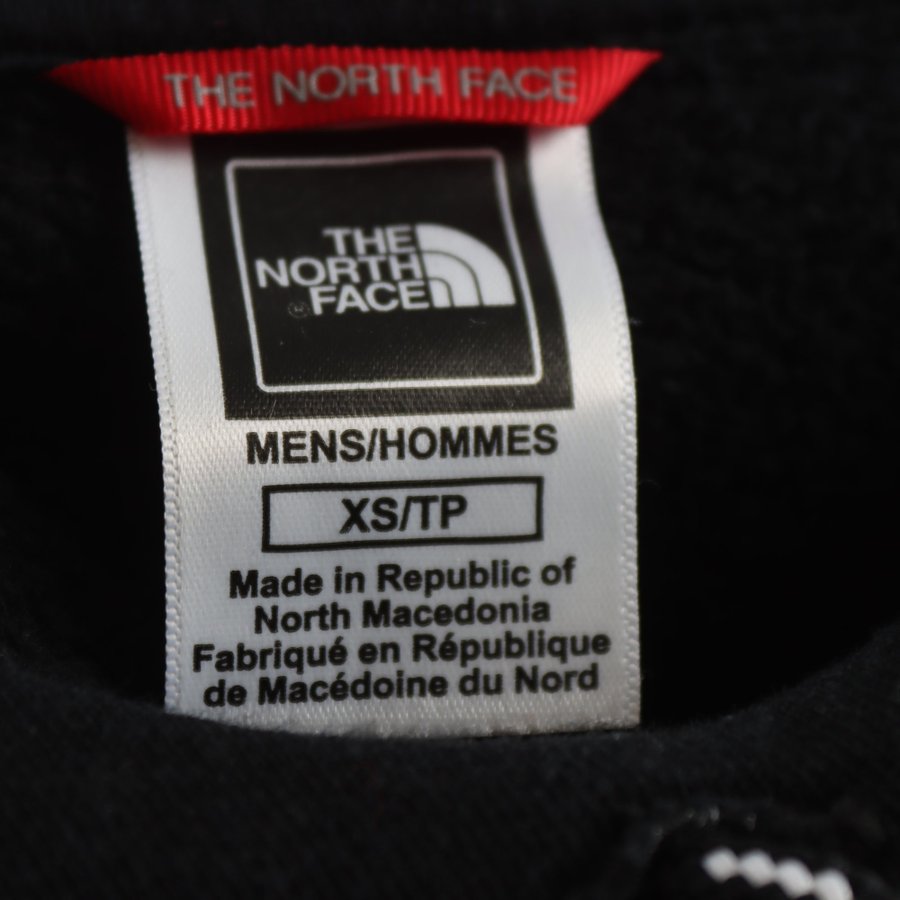 THE NORTH FACE
THE
NORTH
FACE
®
MENS/HOMMES
XS/TP
Made in Republic of
North Macedonia
Fabriqué en République
de Macédoine du Nord